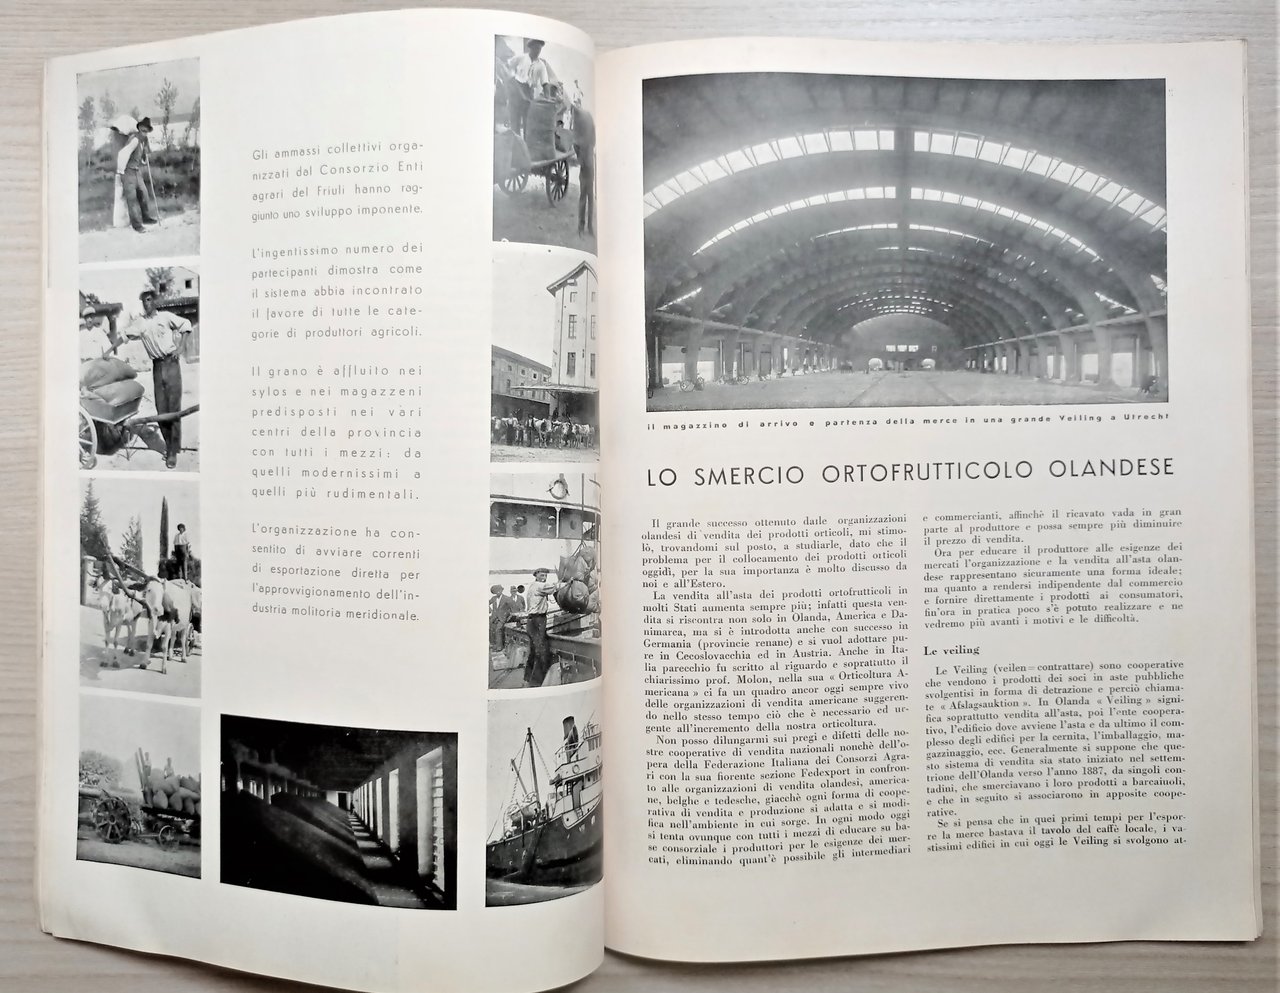 Gli ammassi collettivi orga-
nizzati dal Consorzio Enti
agrari del Friuli hanno rag-
giunto uno sviluppo imponente.
L'ingentissimo numero dei
partecipanti dimostra come
il sistema abbia incontrato
il favore di tutte le cate-
gorie di produttori agricoli.
Il grano è affluito nei
sylos e nei magazzeni
predisposti nei vàri
centri della provincia
con tutti i mezzi: da
quelli modernissimi a
quelli più rudimentali.
L'organizzazione ha con-
sentito di avviare correnti
di esportazione diretta per
l'approvvigionamento dell'in-
dustria molitoria meridionale.
il magazzino di arrivo e partenza della merce in una grande Veiling a Utrecht
LO SMERCIO ORTOFRUTTICOLO OLANDESE
Il grande successo ottenuto dalle organizzazioni
olandesi di vendita dei prodotti orticoli, mi stimo-
lò, trovandomi sul posto, a studiarle, dato che il
problema per il collocamento dei prodotti orticoli
oggidì, per la sua importanza è molto discusso da
noi e all'Estero.
La vendita all'asta dei prodotti ortofrutticoli in
molti Stati aumenta sempre più; infatti questa ven-
dita si riscontra non solo in Olanda, America e Da-
nimarca, ma si è introdotta anche con successo in
Germania (provincie renane) e si vuol adottare pu-
re in Cecoslovacchia ed in Austria. Anche in Ita-
lia parecchio fu scritto al riguardo e soprattutto il
chiarissimo prof. Molon, nella sua « Orticoltura A-
mericana » ci fa un quadro ancor oggi sempre vivo
delle organizzazioni di vendita americane suggeren-
do nello stesso tempo ciò che è necessario ed ur-
gente all'incremento della nostra orticoltura.
Non posso dilungarmi sui pregi e difetti delle no-
stre cooperative di vendita nazionali nonchè dell'o-
pera della Federazione Italiana dei Consorzi Agra-
ri con la sua fiorente sezione Fedexport in confron-
to alle organizzazioni di vendita olandesi, america-
ne, belghe e tedesche, giacchè ogni forma di coope-
rativa di vendita e produzione si adatta e si modi-
fica nell'ambiente in cui sorge. In ogni modo oggi
si tenta ovunque con tutti i mezzi di educare su ba-
se consorziale i produttori per le esigenze dei mer-
cati, eliminando quant'è possibile gli intermediari
e commercianti, affinchè il ricavato vada in gran
parte al produttore e possa sempre più diminuire
il prezzo di vendita.
Ora per educare il produttore alle esigenze dei
mercati l'organizzazione e la vendita all'asta olan-
dese rappresentano sicuramente una forma ideale;
ma quanto a rendersi indipendente dal commercio
e fornire direttamente i prodotti ai consumatori,
fin'ora in pratica poco s'è potuto realizzare e ne
vedremo più avanti i motivi e le difficoltà.
Le veiling
Le Veiling (veilen = contrattare) sono cooperative
che vendono i prodotti dei soci in aste pubbliche
svolgentisi in forma di detrazione e perciò chiama-
te « Afslagsauktion ». In Olanda « Veiling » signi-
fica soprattutto vendita all'asta, poi l'ente coopera-
tivo, l'edificio dove avviene l'asta e da ultimo il com-
plesso degli edifici per la cernita, l'imballaggio, ma-
gazzinaggio, ecc. Generalmente si suppone che que-
sto sistema di vendita sia stato iniziato nel settem-
trione dell'Olanda verso l'anno 1887, da singoli con-
tadini, che smerciavano i loro prodotti a barcaiuoli,
e che in seguito si associarono in apposite coope-
rative.
Se si pensa che in quei primi tempi per l'espor-
re la merce bastava il tavolo del caffè locale, i va-
stissimi edifici in cui oggi le Veiling si svolgono at-